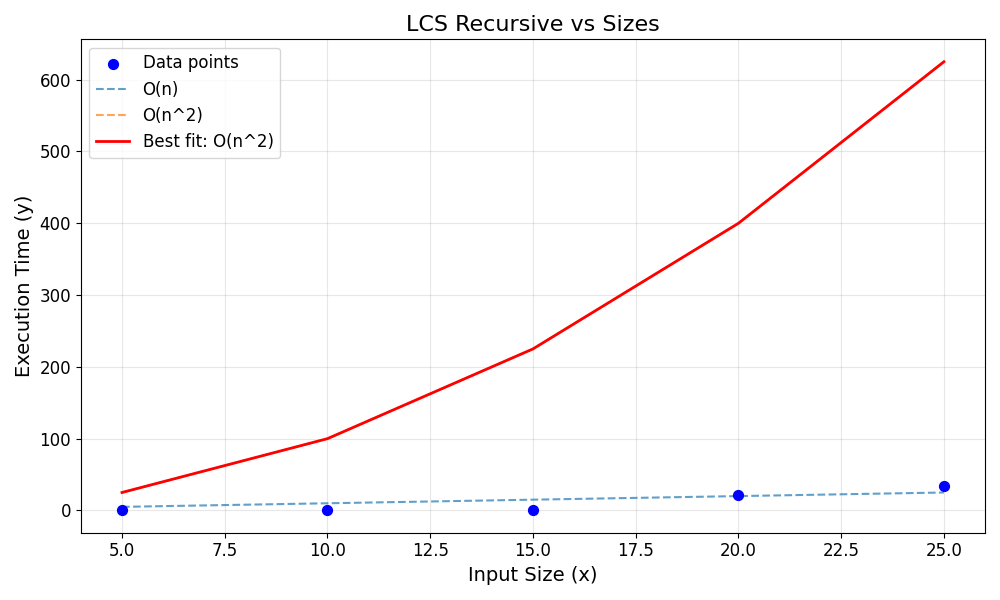 LCS Recursive vs Sizes
Data points
O(n)
O(n^2)
Best fit: O(n^2)
Execution Time (y)
600
500
400
300
200
100
0
5.0 7.5 10.0 12.5 15.0 17.5 20.0 22.5 25.0
Input Size (x)